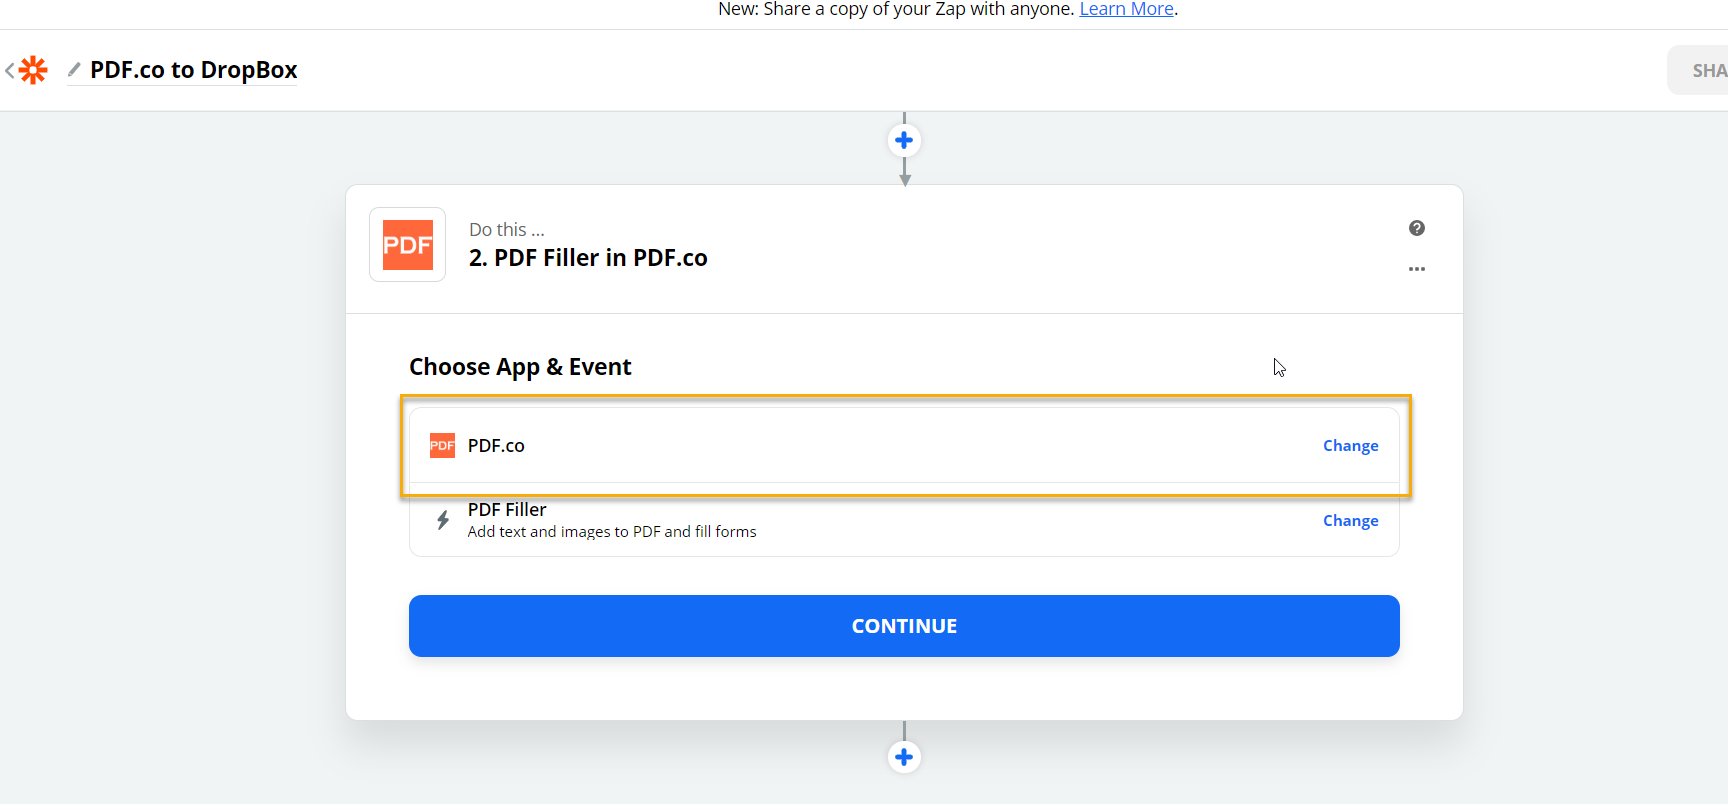 New: Share a copy of your Zap with anyone. Learn More.
PDF.co to DropBox
SHA
PDF
Do this ...
2. PDF Filler in PDF.co
Choose App & Event
PDF
PDF.co
Change
PDF Filler
Add text and images to PDF and fill forms
Change
CONTINUE